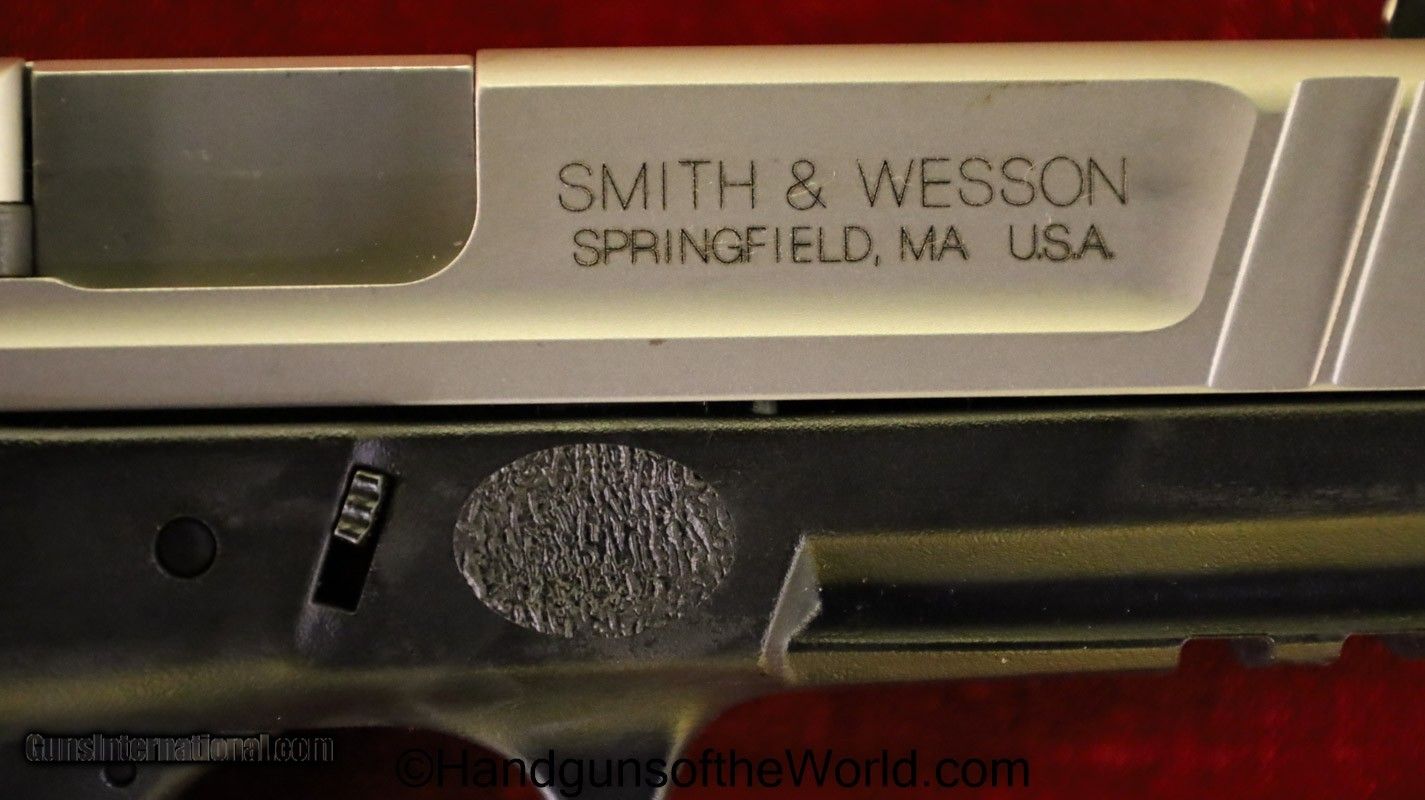 SMITH & WESSON
SPRINGFIELD, MA U.S.A.
GunsInternational.com
©HandgunsoftheWorld.com